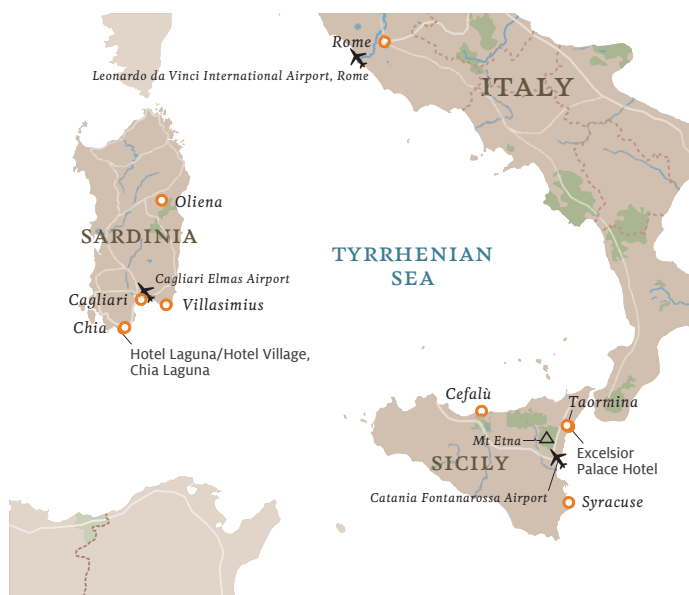 Rome
Leonardo da Vinci International Airport, Rome
ITALY
Oliena
SARDINIA
TYRRHENIAN
SEA
Cagliari Elmas Airport
Cagliari
Villasimius
Chia
Hotel Laguna/Hotel Village,
Chia Laguna
Cefalù
Taormina
Mt Etna
Excelsior
Palace Hotel
SICILY
Catania Fontanarossa Airport
Syracuse